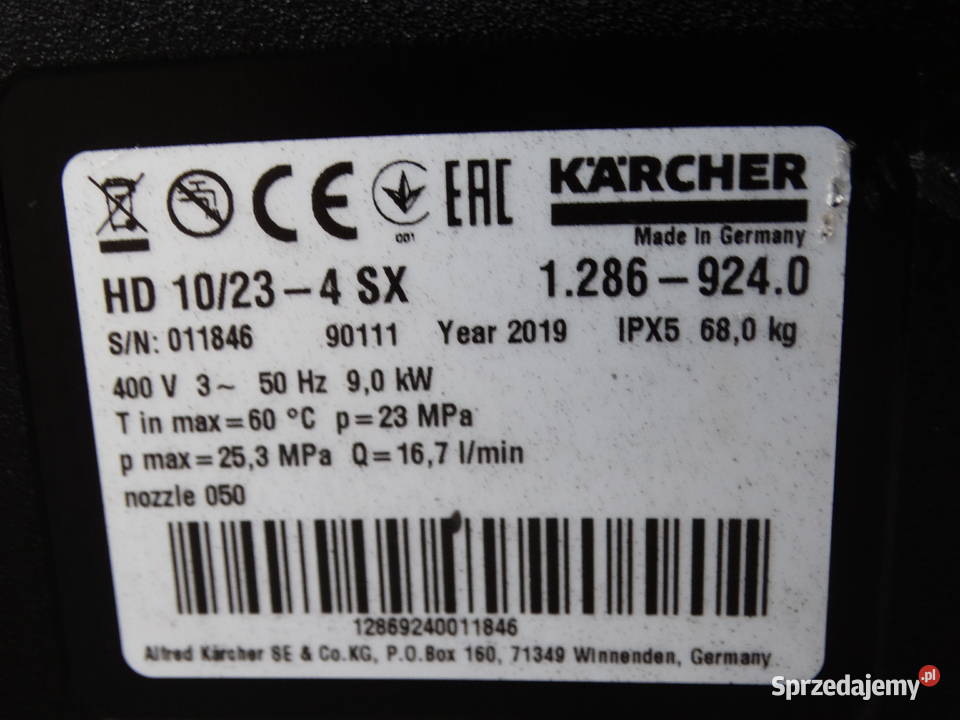 CE 001 EAC KÄRCHER
Made in Germany
HD 10/23-4 SX 1.286-924.0
S/N: 011846 90111 Year 2019 IPX5 68,0 kg
400 V 3~ 50 Hz 9,0 kW
T in max=60 °C p=23 MPa
p max=25,3 MPa Q=16,7 l/min
nozzle 050
12869240011846
Alfred Kärcher SE & Co.KG, P.O.Box 160, 71349 Winnenden, Germany
Sprzedajemy.pl